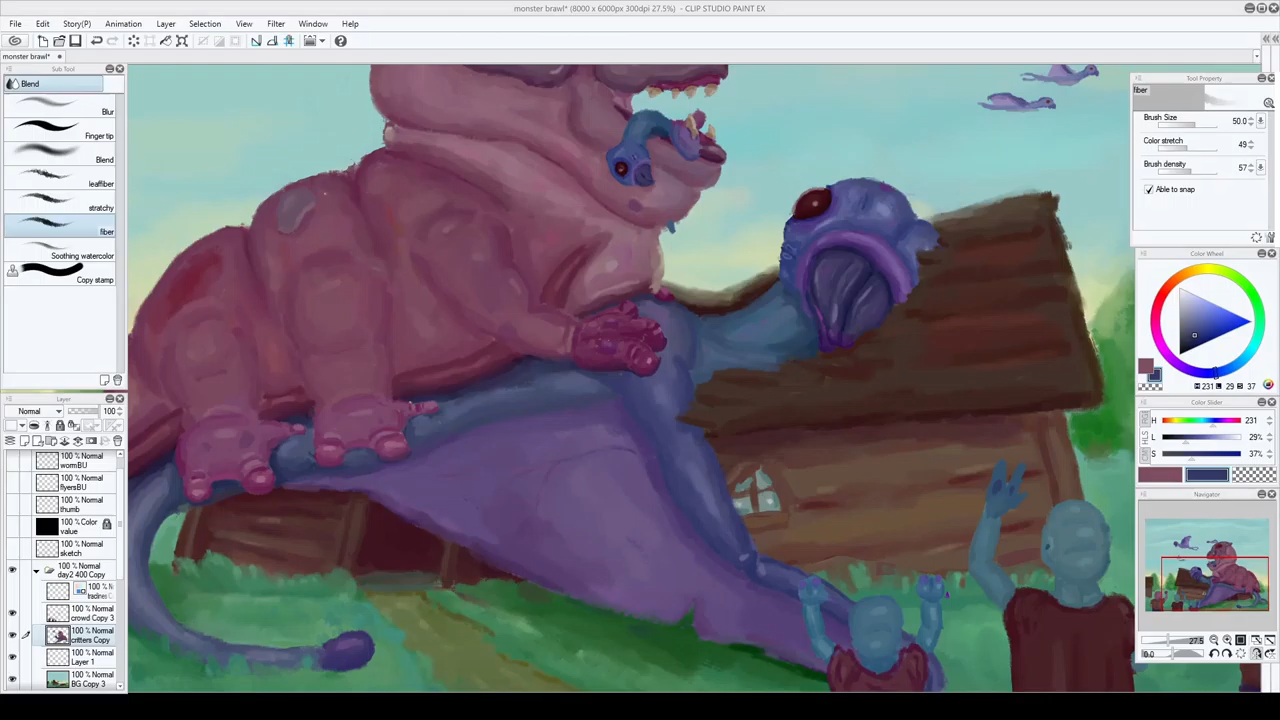 monster brawl* (8000 x 6000px 300dpi 27.5%) - CLIP STUDIO PAINT EX
File Edit Story(P) Animation Layer Selection View Filter Window Help
monster brawl*
Sub Tool
Blend
Blur
Finger tip
Blend
leaffiber
stratchy
fiber
Soothing watercolor
Copy stamp
Layer
Normal 100
100 % Normal
wormBU
100 % Normal
flyersBU
100 % Normal
thumb
100 % Color
value
100 % Normal
sketch
100 % Normal
day2 400 Copy
100 % N
100 % Normal
crowd Copy 3
100 % Normal
critters Copy
100 % Normal
Layer 1
100 % Normal
BG Copy 3
Tool Property
fiber
Brush Size 50.0
Color stretch 49
Brush density 57
Able to snap
Color Wheel
H 231 L 29 S 37
Color Slider
H 231
L 29%
S 37%
Navigator
27.5
0.0